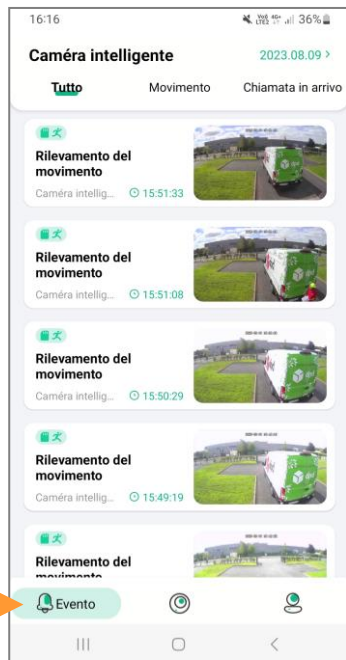 16:16
36%
Caméra intelligente 2023.08.09 >
Tutto Movimento Chiamata in arrivo
Rilevamento del
movimento
Caméra intellig... 15:51:33
Rilevamento del
movimento
Caméra intellig... 15:51:08
Rilevamento del
movimento
Caméra intellig... 15:50:29
Rilevamento del
movimento
Caméra intellig... 15:49:19
Rilevamento del
movimento
Evento